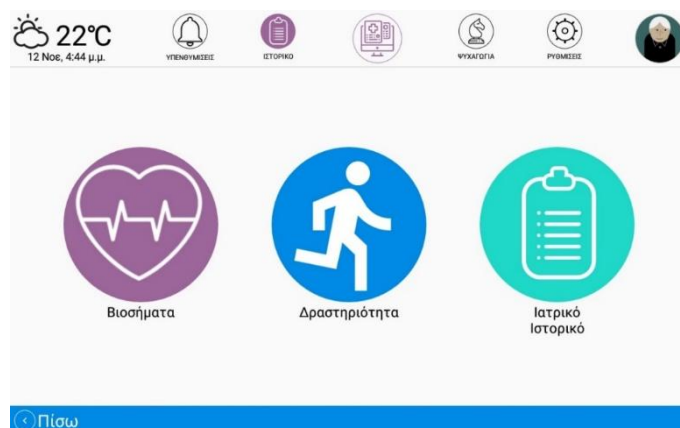 22°C
12 Νοε, 4:44 μ.μ.
ΥΠΕΝΘΥΜΙΣΕΙΣ
ΙΣΤΟΡΙΚΟ
ΨΥΧΑΓΩΓΙΑ
ΡΥΘΜΙΣΕΙΣ
Βιοσήματα
Δραστηριότητα
Ιατρικό
Ιστορικό
Πίσω